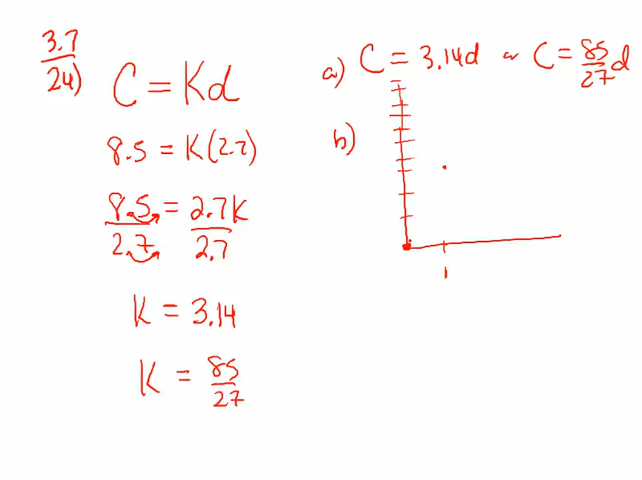 3.7
24)
C = Kd
8.5 = K(2.7)
8.5 = 2.7K
2.7 2.7
K = 3.14
K = 85/27
a) C = 3.14d or C = 85/27 d
b)
1